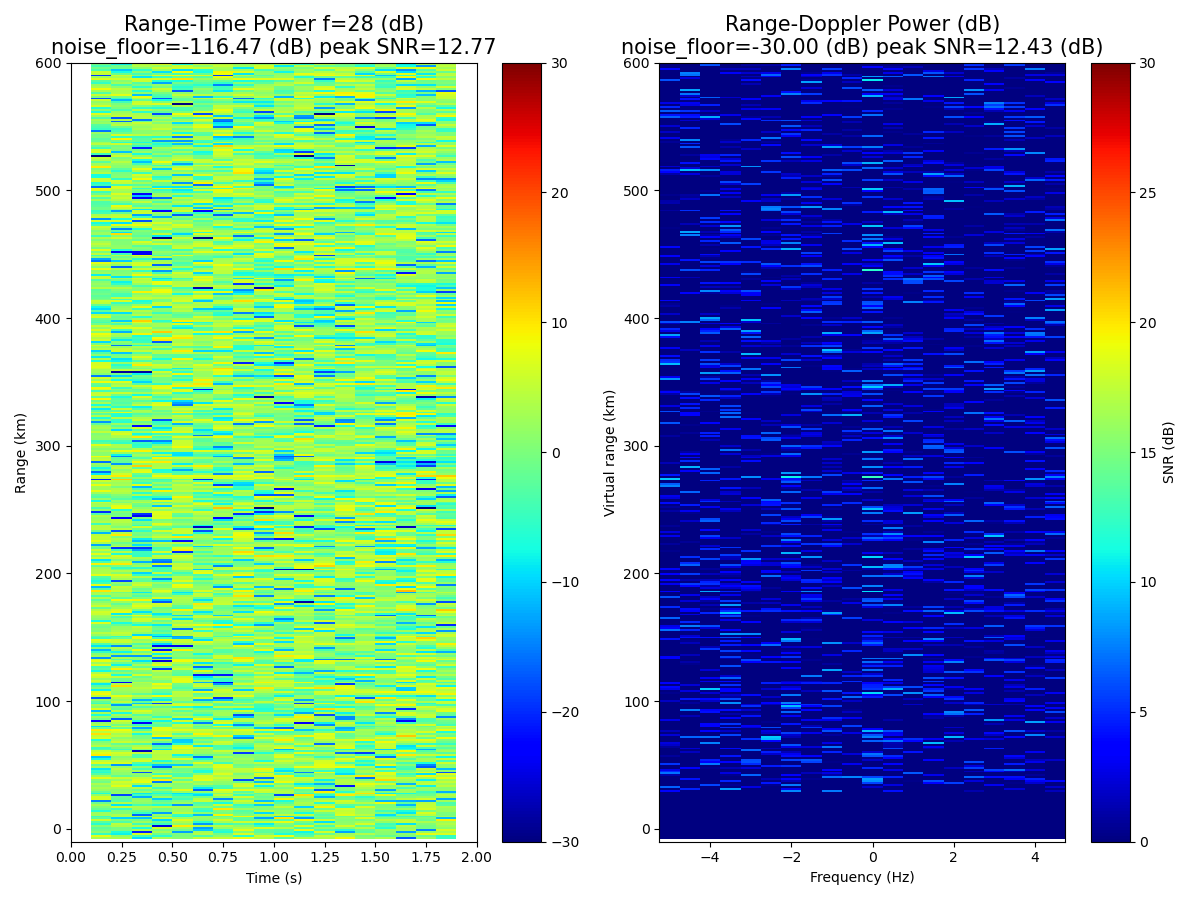 Range-Time Power f=28 (dB)
noise_floor=-116.47 (dB) peak SNR=12.77
Range-Doppler Power (dB)
noise_floor=-30.00 (dB) peak SNR=12.43 (dB)
600
500
400
300
200
100
0
Range (km)
0.00 0.25 0.50 0.75 1.00 1.25 1.50 1.75 2.00
Time (s)
30
20
10
0
−10
−20
−30
600
500
400
300
200
100
0
Virtual range (km)
−4 −2 0 2 4
Frequency (Hz)
30
25
20
15
10
5
0
SNR (dB)